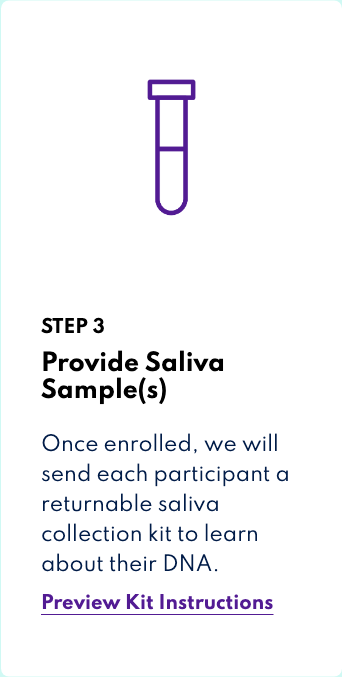 STEP 3
Provide Saliva
Sample(s)
Once enrolled, we will
send each participant a
returnable saliva
collection kit to learn
about their DNA.
Preview Kit Instructions